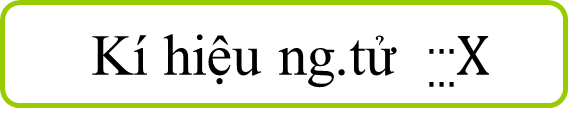 Kí hiệu ng.tử ......X